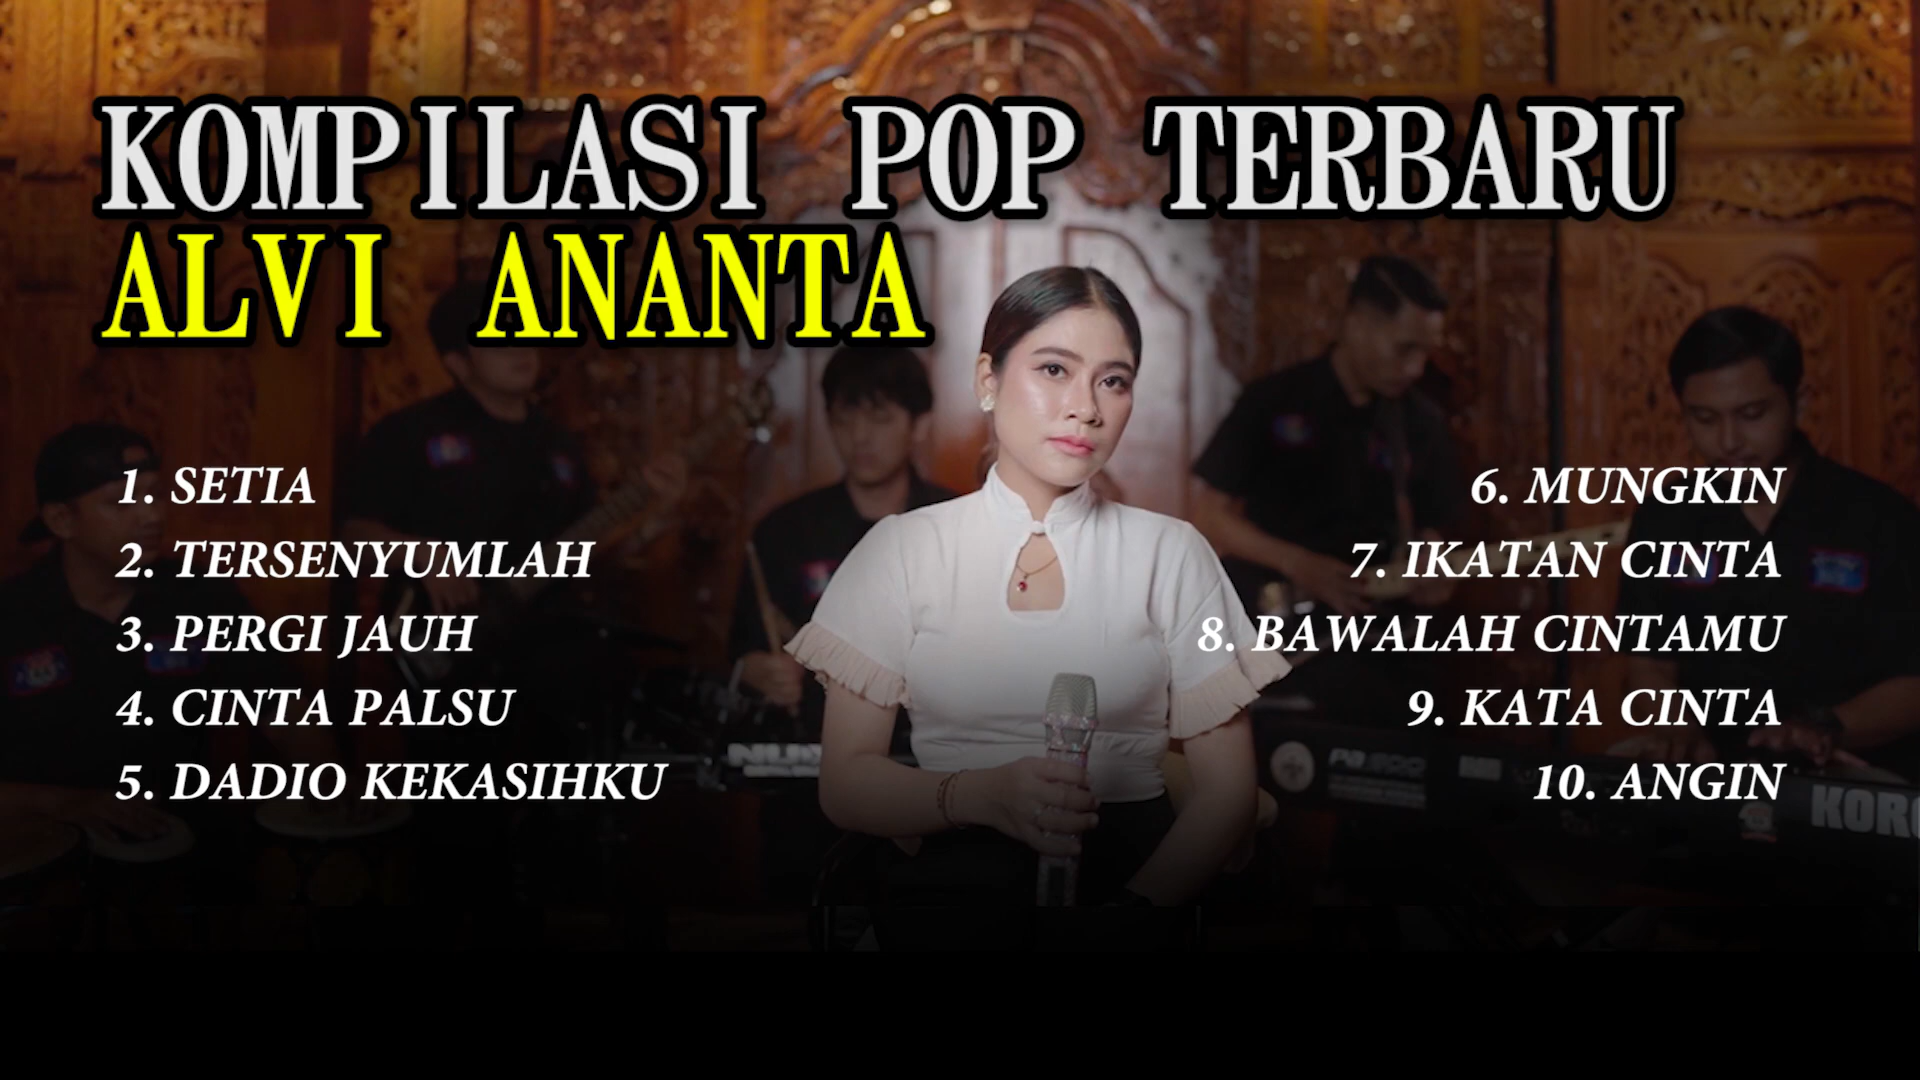 KOMPILASI POP TERBARU
ALVI ANANTA
1. SETIA
2. TERSENYUMLAH
3. PERGI JAUH
4. CINTA PALSU
5. DADIO KEKASIHKU
6. MUNGKIN
7. IKATAN CINTA
8. BAWALAH CINTAMU
9. KATA CINTA
10. ANGIN
KORG